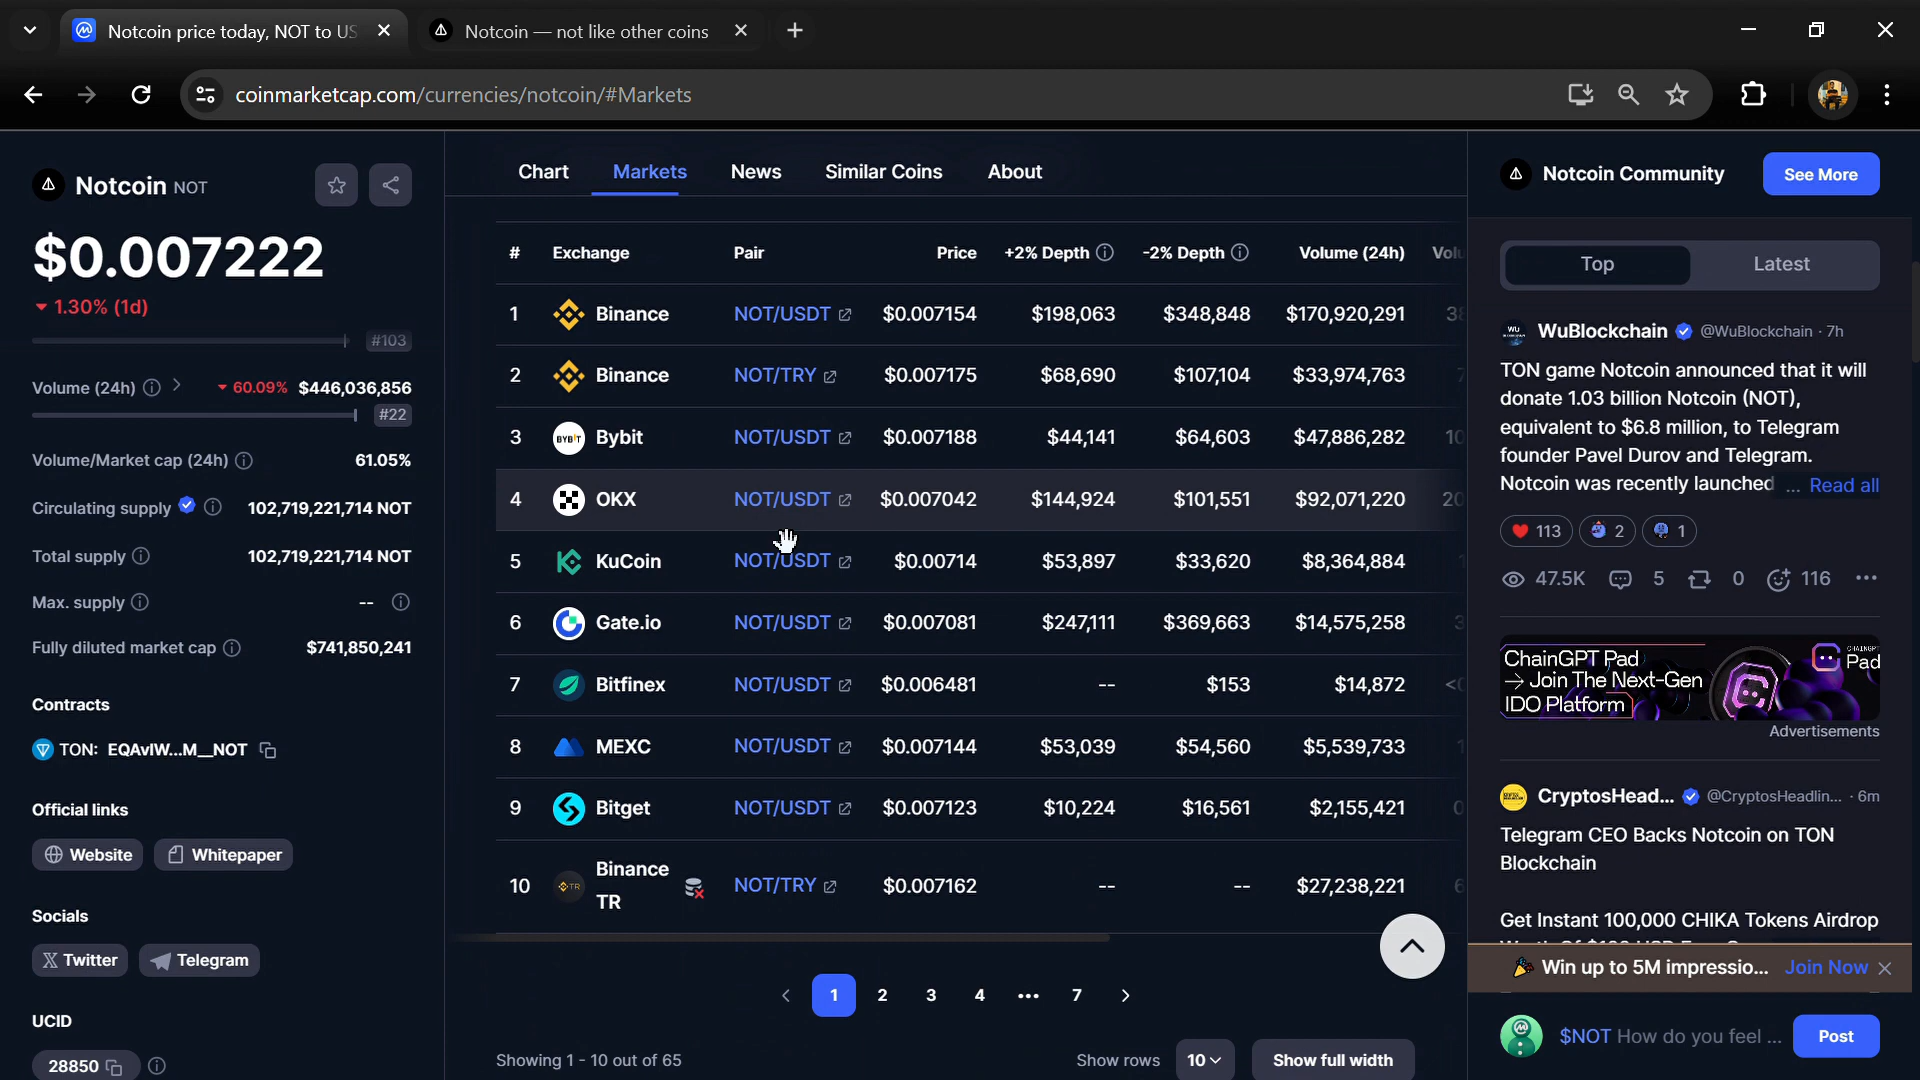 Notcoin price today, NOT to US
Notcoin — not like other coins
coinmarketcap.com/currencies/notcoin/#Markets
Notcoin NOT
$0.007222
1.30% (1d)
#103
Volume (24h) 60.09% $446,036,856
#22
Volume/Market cap (24h) 61.05%
Circulating supply 102,719,221,714 NOT
Total supply 102,719,221,714 NOT
Max. supply --
Fully diluted market cap $741,850,241
Contracts
TON: EQAvlW...M__NOT
Official links
Website Whitepaper
Socials
Twitter Telegram
UCID
28850
Chart Markets News Similar Coins About
# Exchange Pair Price +2% Depth -2% Depth Volume (24h) Vol
1 Binance NOT/USDT $0.007154 $198,063 $348,848 $170,920,291 38
2 Binance NOT/TRY $0.007175 $68,690 $107,104 $33,974,763 7
3 BYBIT Bybit NOT/USDT $0.007188 $44,141 $64,603 $47,886,282 10
4 OKX NOT/USDT $0.007042 $144,924 $101,551 $92,071,220 20
5 KuCoin NOT/USDT $0.00714 $53,897 $33,620 $8,364,884 1
6 Gate.io NOT/USDT $0.007081 $247,111 $369,663 $14,575,258 3
7 Bitfinex NOT/USDT $0.006481 -- $153 $14,872 <0
8 MEXC NOT/USDT $0.007144 $53,039 $54,560 $5,539,733 1
9 Bitget NOT/USDT $0.007123 $10,224 $16,561 $2,155,421 0
10 TR Binance TR NOT/TRY $0.007162 -- -- $27,238,221 6
1 2 3 4 ... 7
Showing 1 - 10 out of 65 Show rows 10 Show full width
Notcoin Community See More
Top Latest
WU WuBlockchain @WuBlockchain · 7h
TON game Notcoin announced that it will
donate 1.03 billion Notcoin (NOT),
equivalent to $6.8 million, to Telegram
founder Pavel Durov and Telegram.
Notcoin was recently launched ... Read all
113 2 1
47.5K 5 0 116
ChainGPT Pad
→ Join The Next-Gen
IDO Platform
CHAINGPT
Pad
Advertisements
CryptosHead... @CryptosHeadlin... · 6m
Telegram CEO Backs Notcoin on TON
Blockchain
Get Instant 100,000 CHIKA Tokens Airdrop
Win up to 5M impressio... Join Now
$NOT How do you feel ... Post